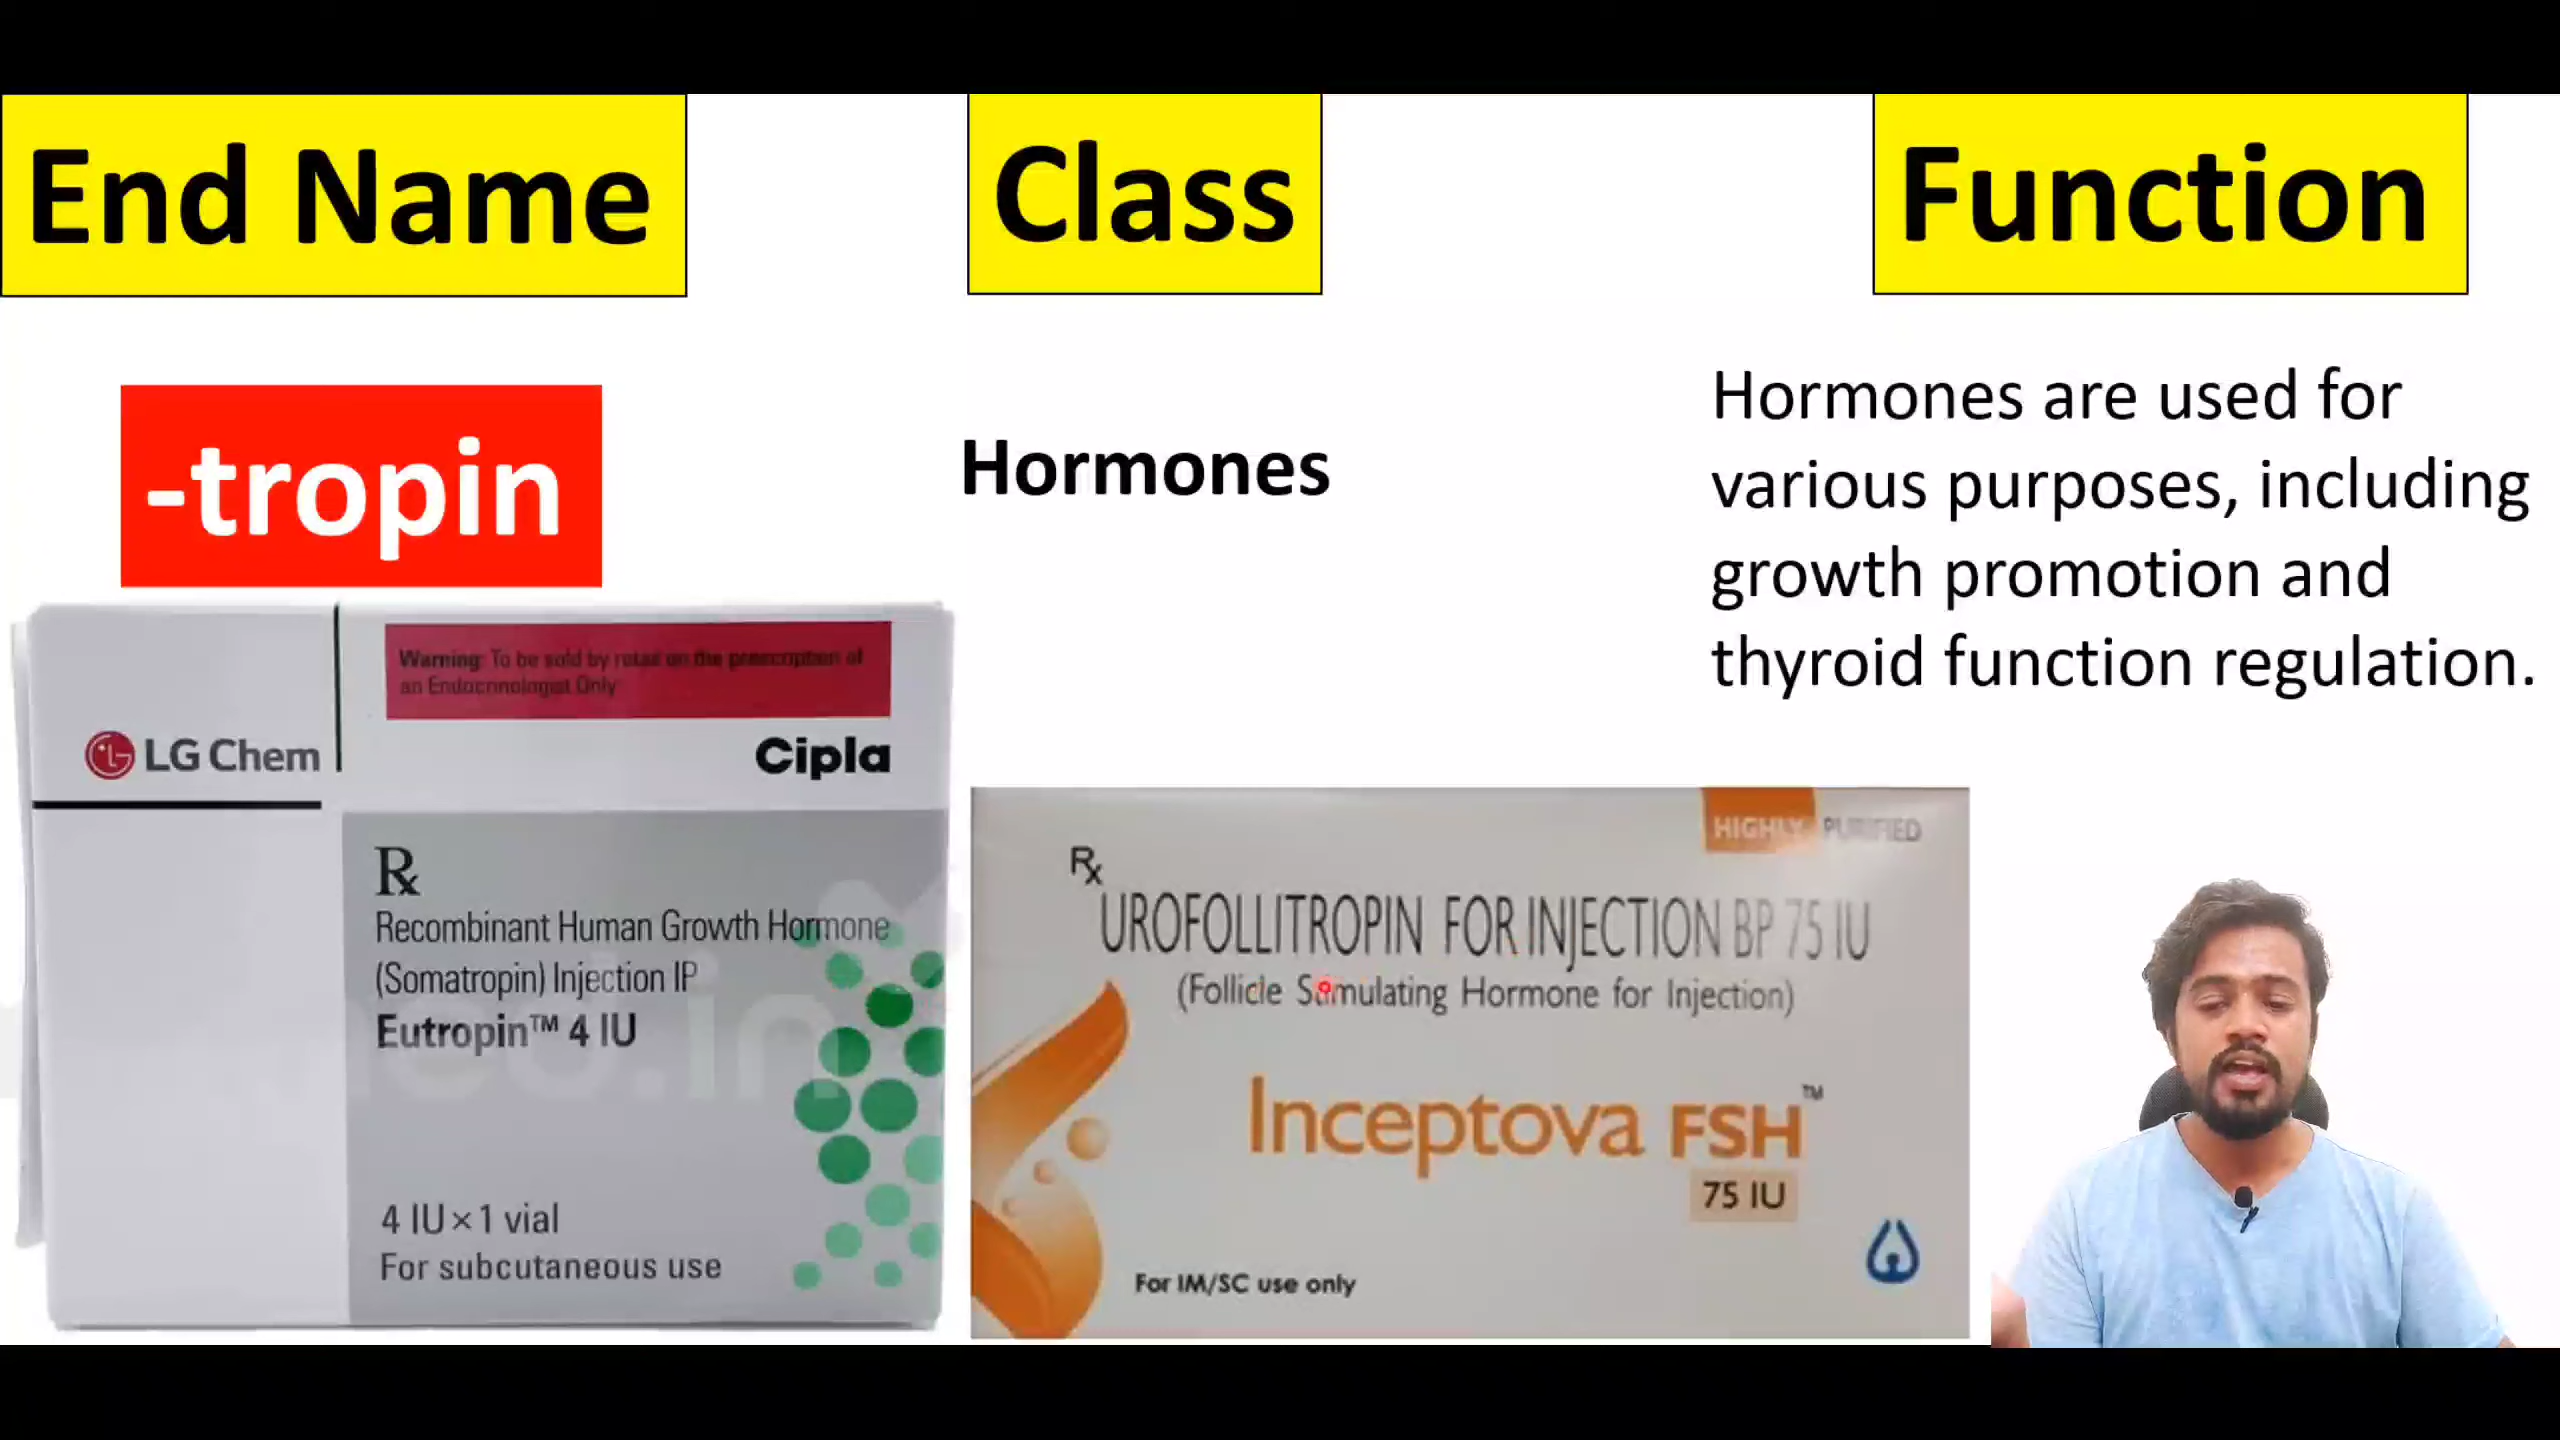 End Name
Class
Function
-tropin
Hormones
Hormones are used for
various purposes, including
growth promotion and
thyroid function regulation.
Warning: To be sold by retail on the prescription of
an Endocrinologist Only
LG Chem
Cipla
Rx
Recombinant Human Growth Hormone
(Somatropin) Injection IP
Eutropin™ 4 IU
4 IU×1 vial
For subcutaneous use
HIGHLY PURIFIED
Rx
UROFOLLITROPIN FOR INJECTION BP 75 IU
(Follicle Stimulating Hormone for Injection)
Inceptova FSH™
75 IU
For IM/SC use only